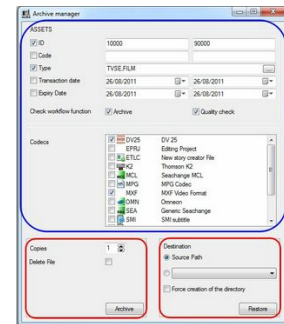 Archive manager
ASSETS
ID 10000 90000
Code
Type TVSE,FILM ...
Transaction date 26/08/2011 26/08/2011
Expiry Date 26/08/2011 26/08/2011
Check workflow function Archive Quality check
Codecs
DV25 DV 25
EFPRJ Editing Project
ETLC New story creator File
K2 Thomson K2
MCL Seachange MCL
MPG MPG Codec
MXF MXF Video Format
OMN Omneon
SEA Generic Seachange
SMI SMI subtitle
Copies 1
Delete File
Archive
Destination
Source Path
Force creation of the directory
Restore